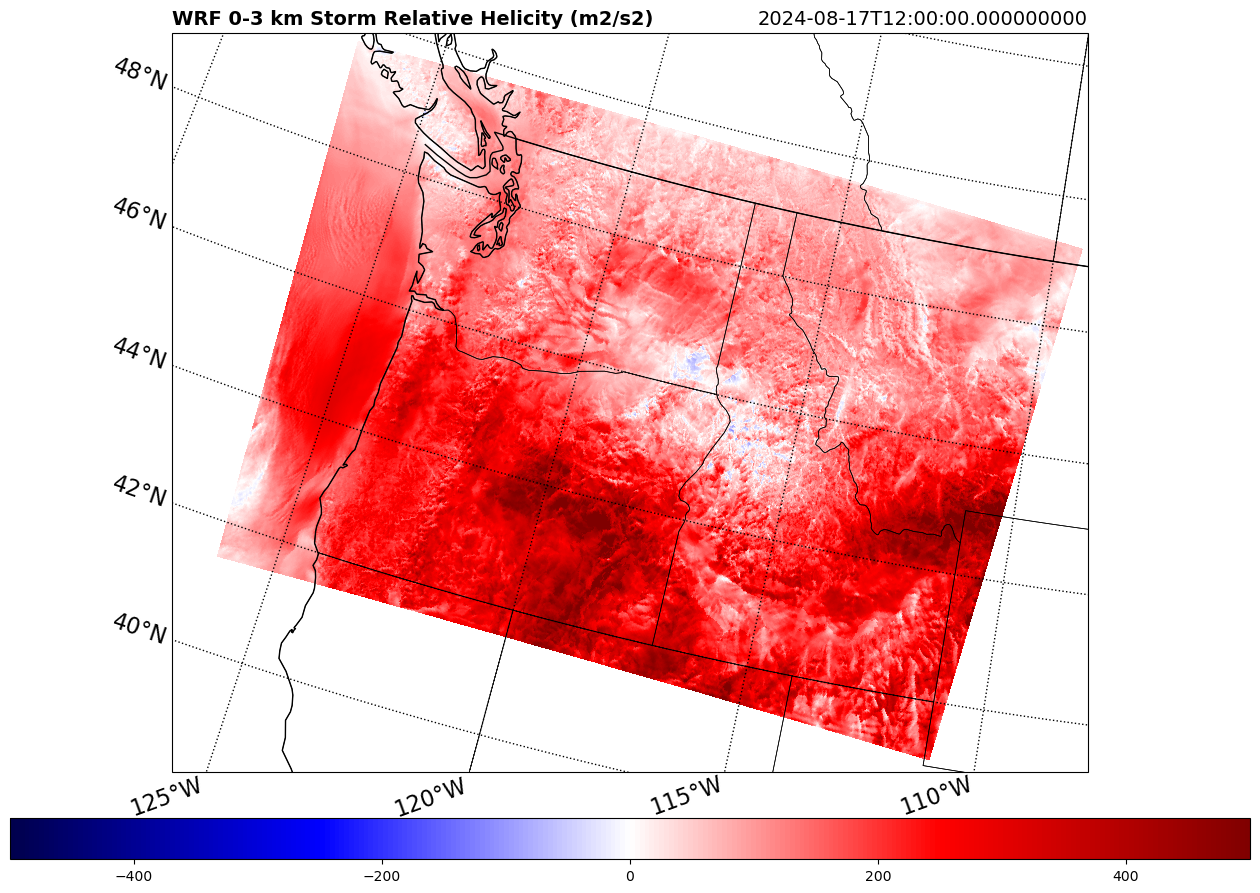 WRF 0-3 km Storm Relative Helicity (m2/s2) 2024-08-17T12:00:00.000000000
48°N
46°N
44°N
42°N
40°N
125°W 120°W 115°W 110°W
−400 −200 0 200 400